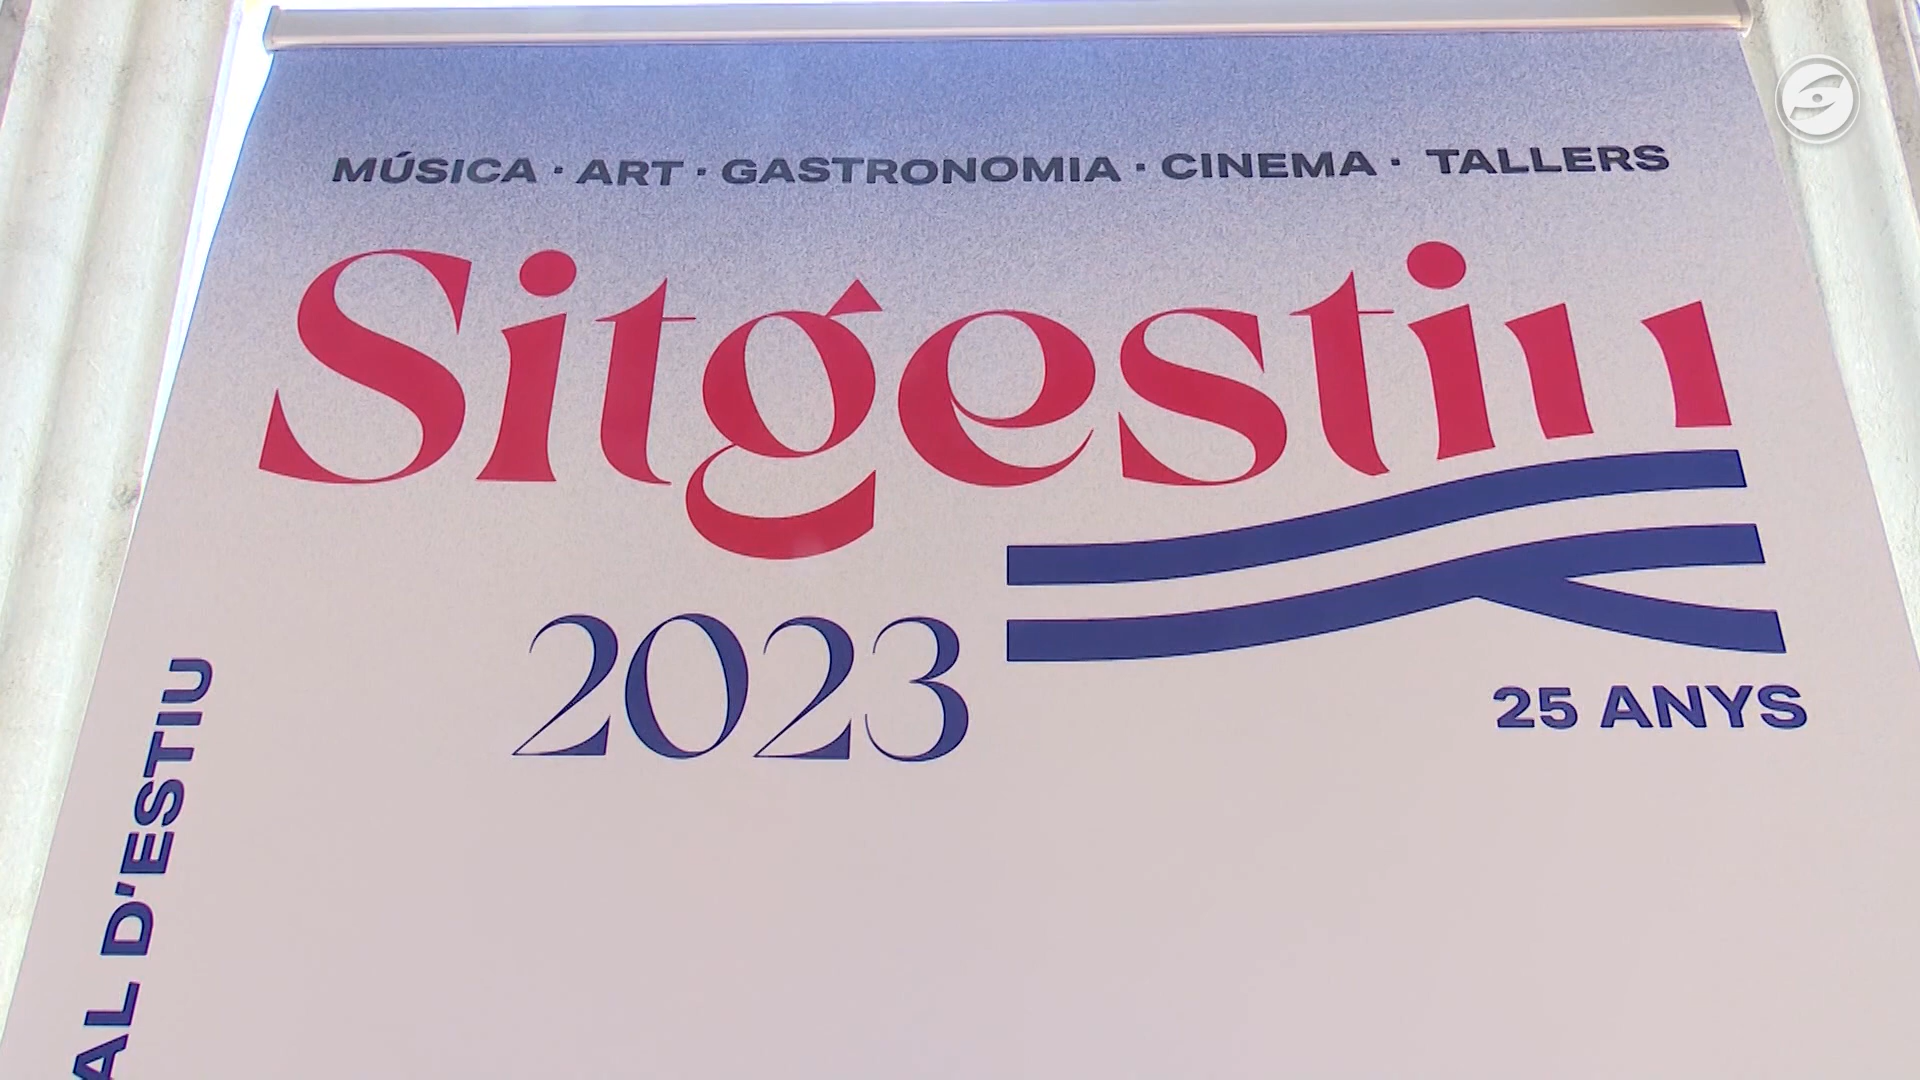 MÚSICA · ART · GASTRONOMIA · CINEMA · TALLERS
Sitgestiu
2023
25 ANYS
AL D'ESTIU